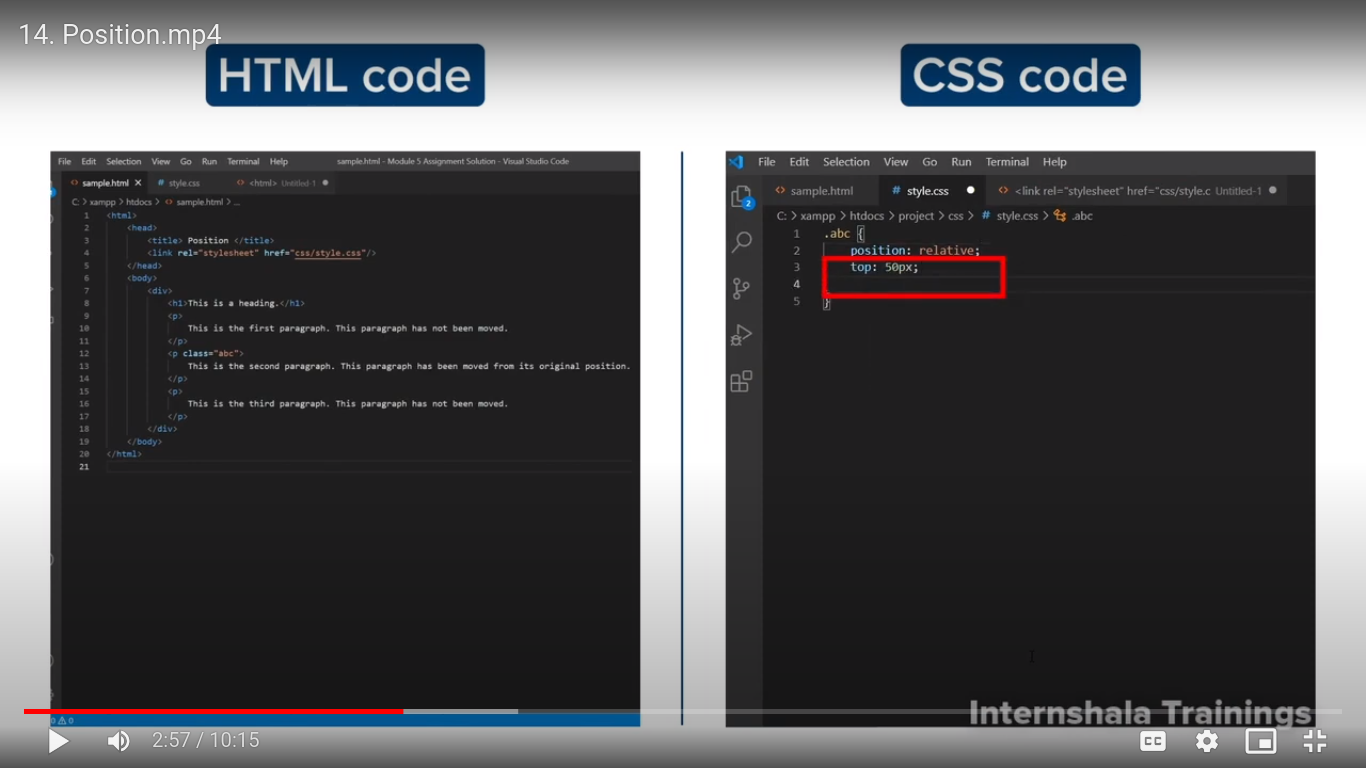 14. Position.mp4
HTML code
CSS code
File Edit Selection View Go Run Terminal Help sample.html - Module 5 Assignment Solution - Visual Studio Code
sample.html style.css <html> Untitled-1
C: > xampp > htdocs > sample.html > ...
1 <html>
2 <head>
3 <title> Position </title>
4 <link rel="stylesheet" href="css/style.css"/>
5 </head>
6 <body>
7 <div>
8 <h1>This is a heading.</h1>
9 <p>
10 This is the first paragraph. This paragraph has not been moved.
11 </p>
12 <p class="abc">
13 This is the second paragraph. This paragraph has been moved from its original position.
14 </p>
15 <p>
16 This is the third paragraph. This paragraph has not been moved.
17 </p>
18 </div>
19 </body>
20 </html>
21
0 0
File Edit Selection View Go Run Terminal Help
2
sample.html # style.css <link rel="stylesheet" href="css/style.c Untitled-1
C: > xampp > htdocs > project > css > # style.css > .abc
1 .abc {
2 position: relative;
3 top: 50px;
4
5 }
Internshala Trainings
2:57 / 10:15
CC